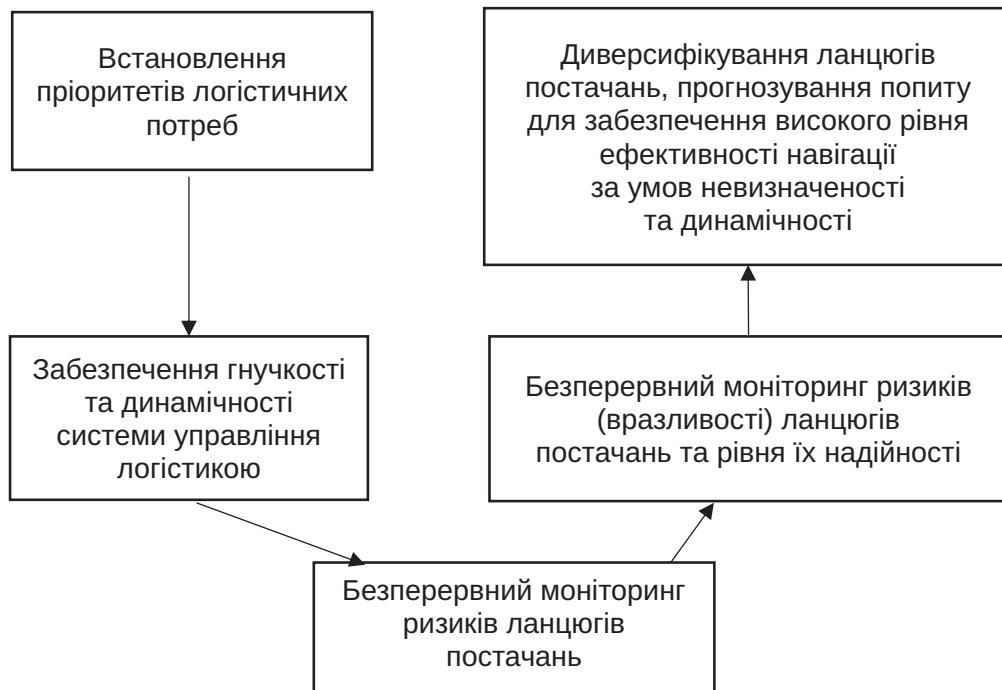 Встановлення
пріоритетів логістичних
потреб
Забезпечення гнучкості
та динамічності
системи управління
логістикою
Безперервний моніторинг
ризиків ланцюгів
постачань
Безперервний моніторинг ризиків
(вразливості) ланцюгів
постачань та рівня їх надійності
Диверсифікування ланцюгів
постачань, прогнозування попиту
для забезпечення високого рівня
ефективності навігації
за умов невизначеності
та динамічності